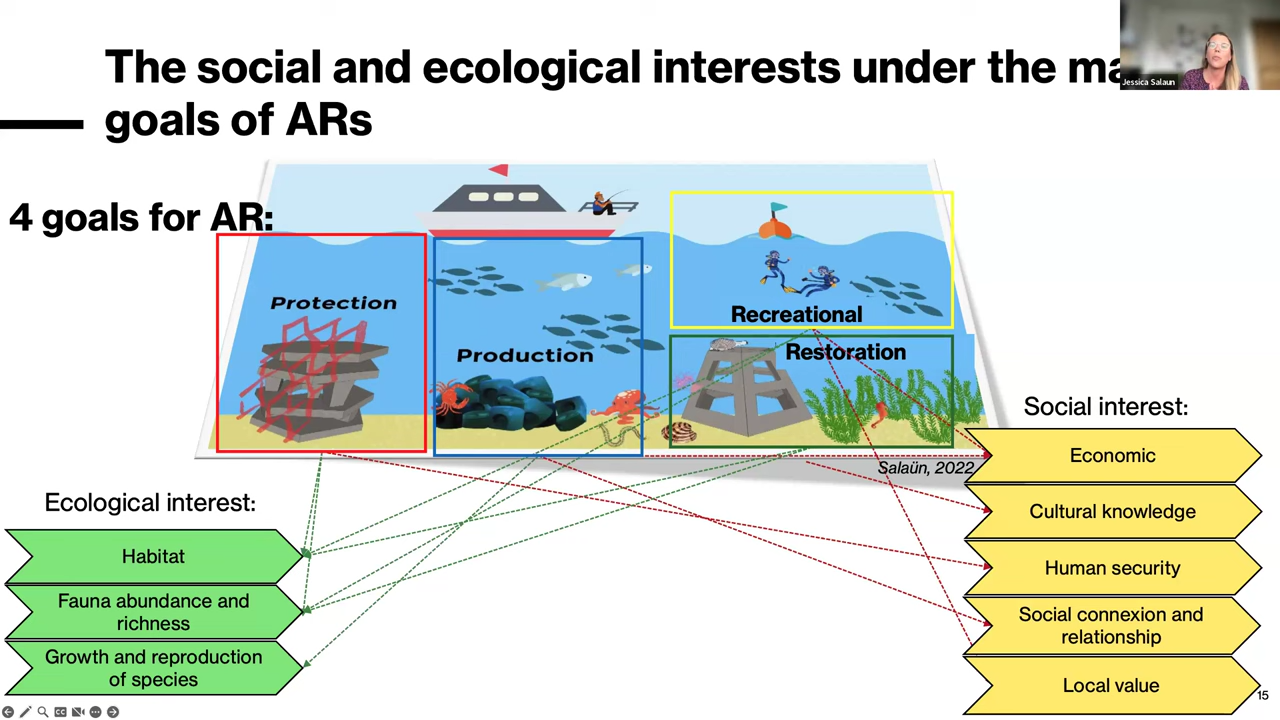 The social and ecological interests under the
goals of ARs
Jessica Salaun
4 goals for AR:
Protection
Production
Recreational
Restoration
Salaün, 2022
Ecological interest:
Habitat
Fauna abundance and
richness
Growth and reproduction
of species
Social interest:
Economic
Cultural knowledge
Human security
Social connexion and
relationship
Local value
15